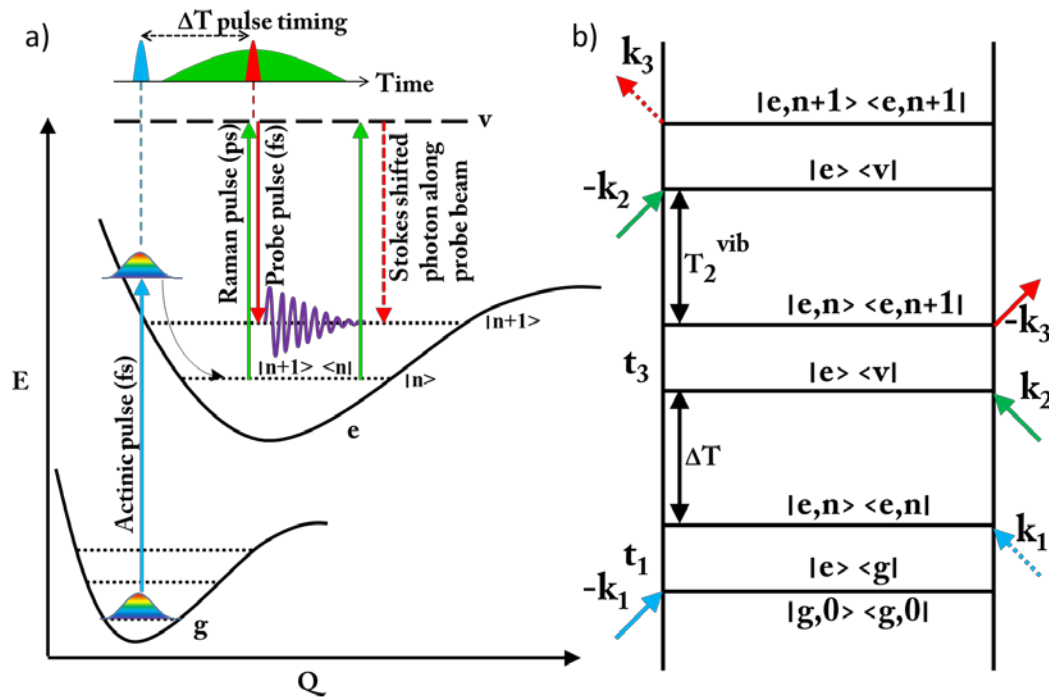 a)
ΔT pulse timing
Time
v
Raman pulse (ps)
Probe pulse (fs)
Stokes shifted
photon along
probe beam
|n+1>
|n+1> <n|
|n>
e
E
Actinic pulse (fs)
g
Q
b)
k3
|e,n+1> <e,n+1|
|e> <v|
-k2
T2vib
|e,n> <e,n+1|
-k3
t3
|e> <v|
k2
ΔT
|e,n> <e,n|
k1
t1
|e> <g|
-k1
|g,0> <g,0|